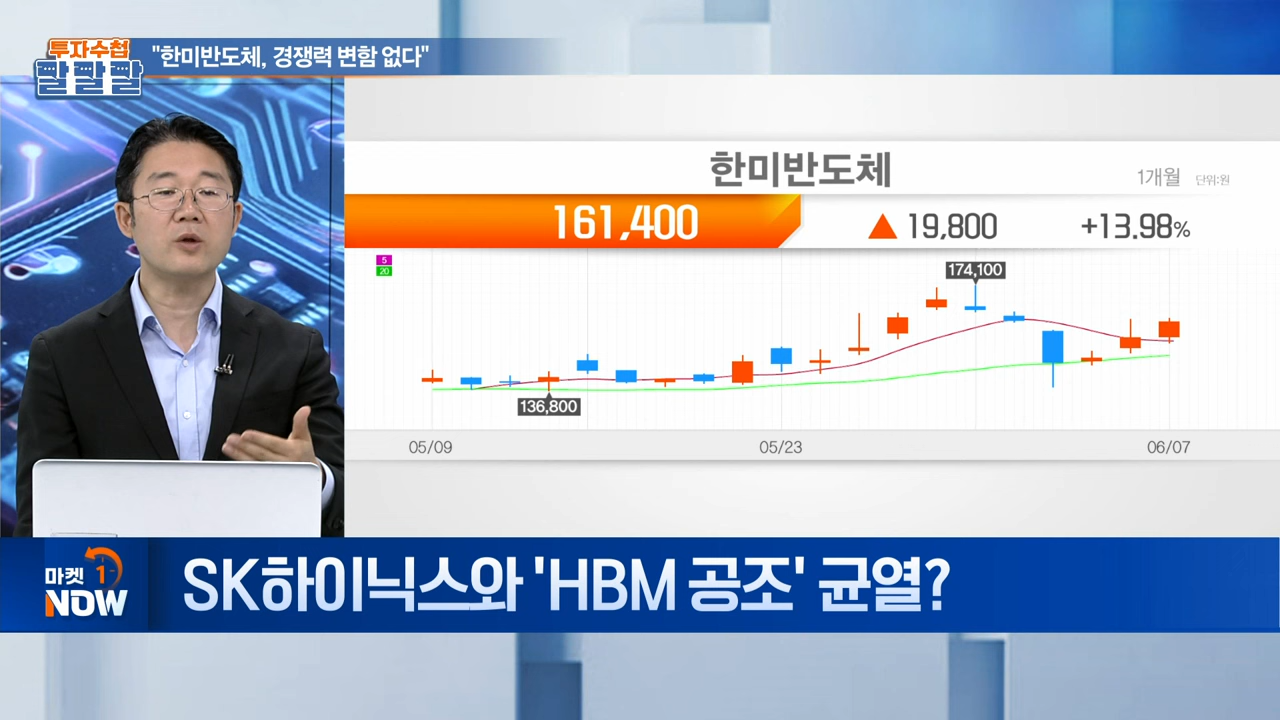 투자수첩
팔팔팔
"한미반도체, 경쟁력 변함 없다"
한미반도체
1개월 단위:원
161,400 ▲ 19,800 +13.98%
5
20
174,100
136,800
05/09 05/23 06/07
마켓 1
NOW
SK하이닉스와 'HBM 공조' 균열?